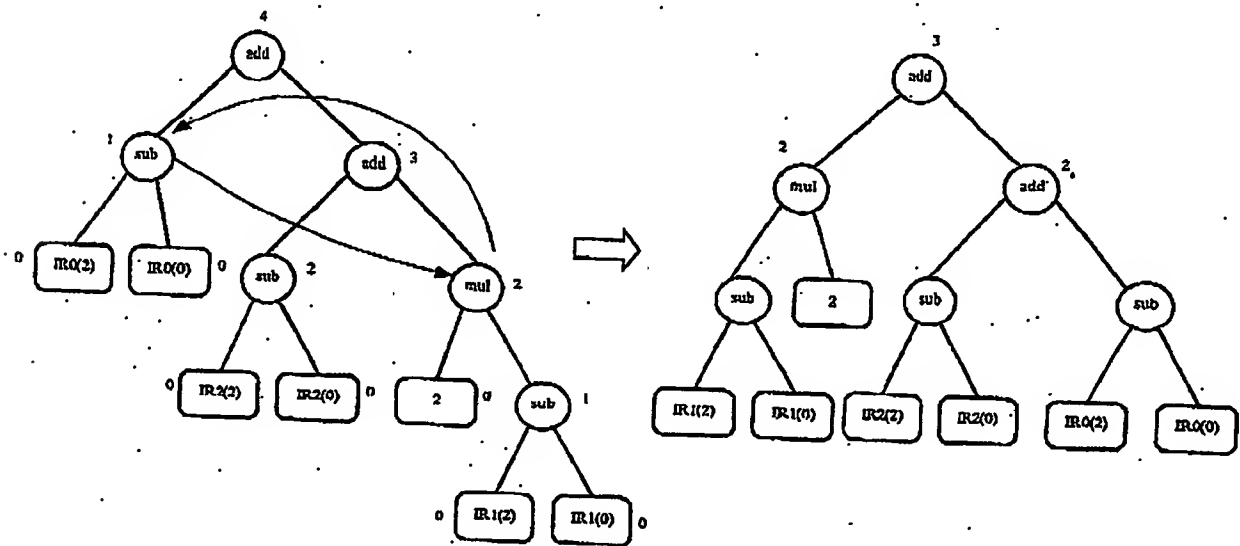 4
add
1
sub
add
3
0
IR0(2)
IR0(0)
0
sub
2
mul
2
0
IR2(2)
IR2(0)
0
2
0
sub
1
0
IR1(2)
IR1(0)
0
3
add
2
mul
2
add
sub
2
sub
sub
IR1(2)
IR1(0)
IR2(2)
IR2(0)
IR0(2)
IR0(0)